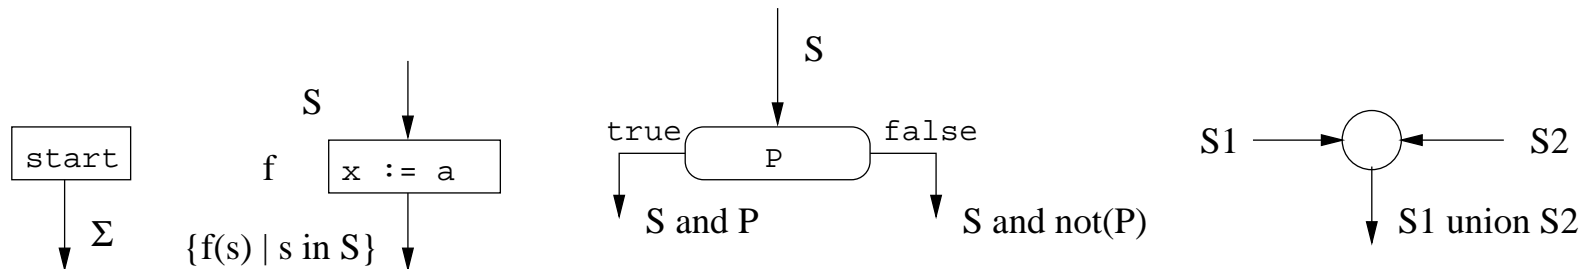 start
Σ
S
f
x := a
{f(s) | s in S}
S
true
false
P
S and P
S and not(P)
S1
S2
S1 union S2